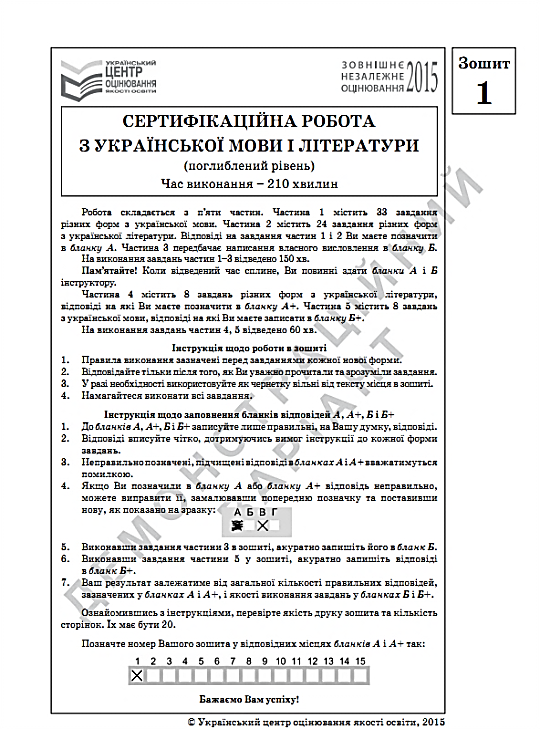 УКРАЇНСЬКИЙ
ЦЕНТР
ОЦІНЮВАННЯ
ЯКОСТІ ОСВІТИ
ЗОВНІШНЄ
НЕЗАЛЕЖНЕ
ОЦІНЮВАННЯ 2015
Зошит
1
СЕРТИФІКАЦІЙНА РОБОТА
З УКРАЇНСЬКОЇ МОВИ І ЛІТЕРАТУРИ
(поглиблений рівень)
Час виконання – 210 хвилин
Робота складається з п’яти частин. Частина 1 містить 33 завдання
різних форм з української мови. Частина 2 містить 24 завдання різних форм
з української літератури. Відповіді на завдання частин 1 і 2 Ви маєте позначити
в бланку А. Частина 3 передбачає написання власного висловлення в бланку Б.
На виконання завдань частин 1–3 відведено 150 хв.
Пам’ятайте! Коли відведений час сплине, Ви повинні здати бланки А і Б
інструктору.
Частина 4 містить 8 завдань різних форм з української літератури,
відповіді на які Ви маєте позначити в бланку А+. Частина 5 містить 8 завдань
з української мови, відповіді на які Ви маєте записати в бланку Б+.
На виконання завдань частин 4, 5 відведено 60 хв.
Інструкція щодо роботи в зошиті
1. Правила виконання зазначені перед завданнями кожної нової форми.
2. Відповідайте тільки після того, як Ви уважно прочитали та зрозуміли завдання.
3. У разі необхідності використовуйте як чернетку вільні від тексту місця в зошиті.
4. Намагайтеся виконати всі завдання.
Інструкція щодо заповнення бланків відповідей А, А+, Б і Б+
1. До бланків А, А+, Б і Б+ записуйте лише правильні, на Вашу думку, відповіді.
2. Відповіді вписуйте чітко, дотримуючись вимог інструкції до кожної форми
завдань.
3. Неправильно позначені, підчищені відповіді в бланках А і А+ вважатимуться
помилкою.
4. Якщо Ви позначили в бланку А або бланку А+ відповідь неправильно,
можете виправити її, замалювавши попередню позначку та поставивши
нову, як показано на зразку:
А Б В Г
5. Виконавши завдання частини 3 в зошиті, акуратно запишіть його в бланк Б.
6. Виконавши завдання частини 5 у зошиті, акуратно запишіть відповіді
в бланк Б+.
7. Ваш результат залежатиме від загальної кількості правильних відповідей,
зазначених у бланках А і А+, і якості виконання завдань у бланках Б і Б+.
Ознайомившись з інструкціями, перевірте якість друку зошита та кількість
сторінок. Їх має бути 20.
Позначте номер Вашого зошита у відповідних місцях бланків А і А+ так:
1 2 3 4 5 6 7 8 9 10 11 12 13 14 15
Бажаємо Вам успіху!
© Український центр оцінювання якості освіти, 2015
ДЕМОНСТРАЦІЙНИЙ
ВАРІАНТ